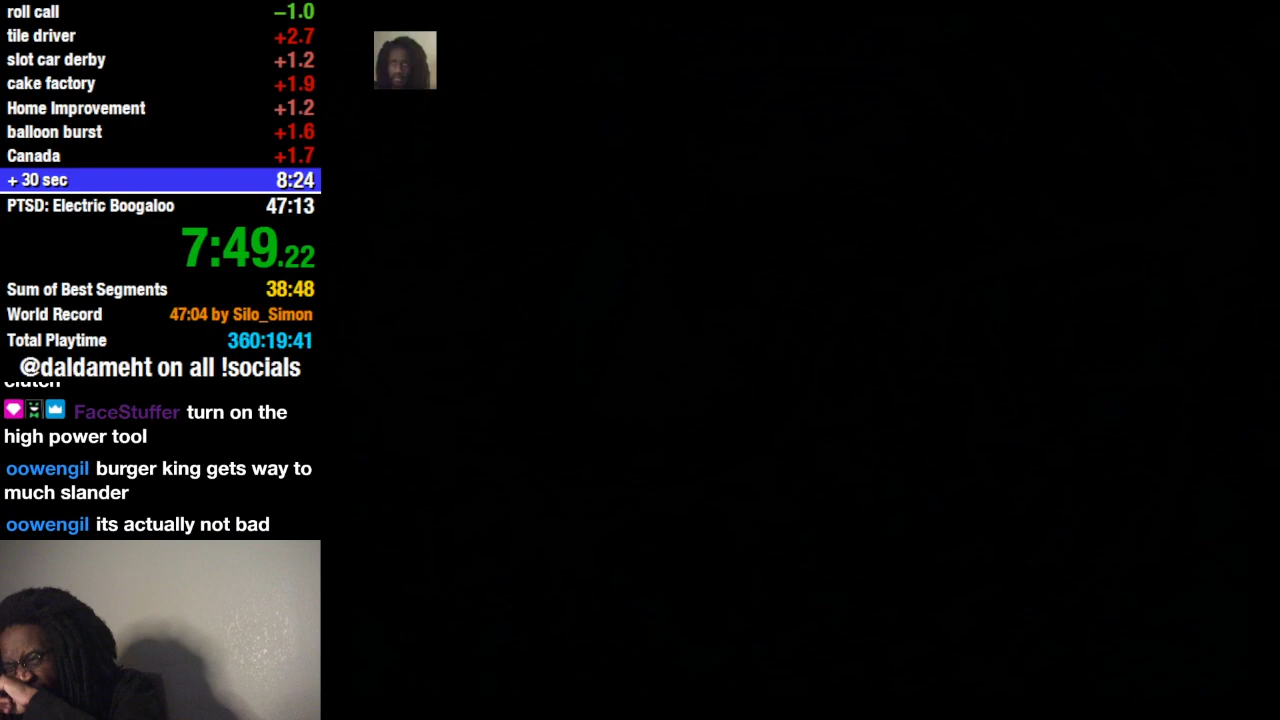 roll call −1.0
tile driver +2.7
slot car derby +1.2
cake factory +1.9
Home Improvement +1.2
balloon burst +1.6
Canada +1.7
+ 30 sec 8:24
PTSD: Electric Boogaloo 47:13
7:49.22
Sum of Best Segments 38:48
World Record 47:04 by Silo_Simon
Total Playtime 360:19:41
@daldameht on all !socials
clutch
FaceStuffer turn on the
high power tool
oowengil burger king gets way to
much slander
oowengil its actually not bad